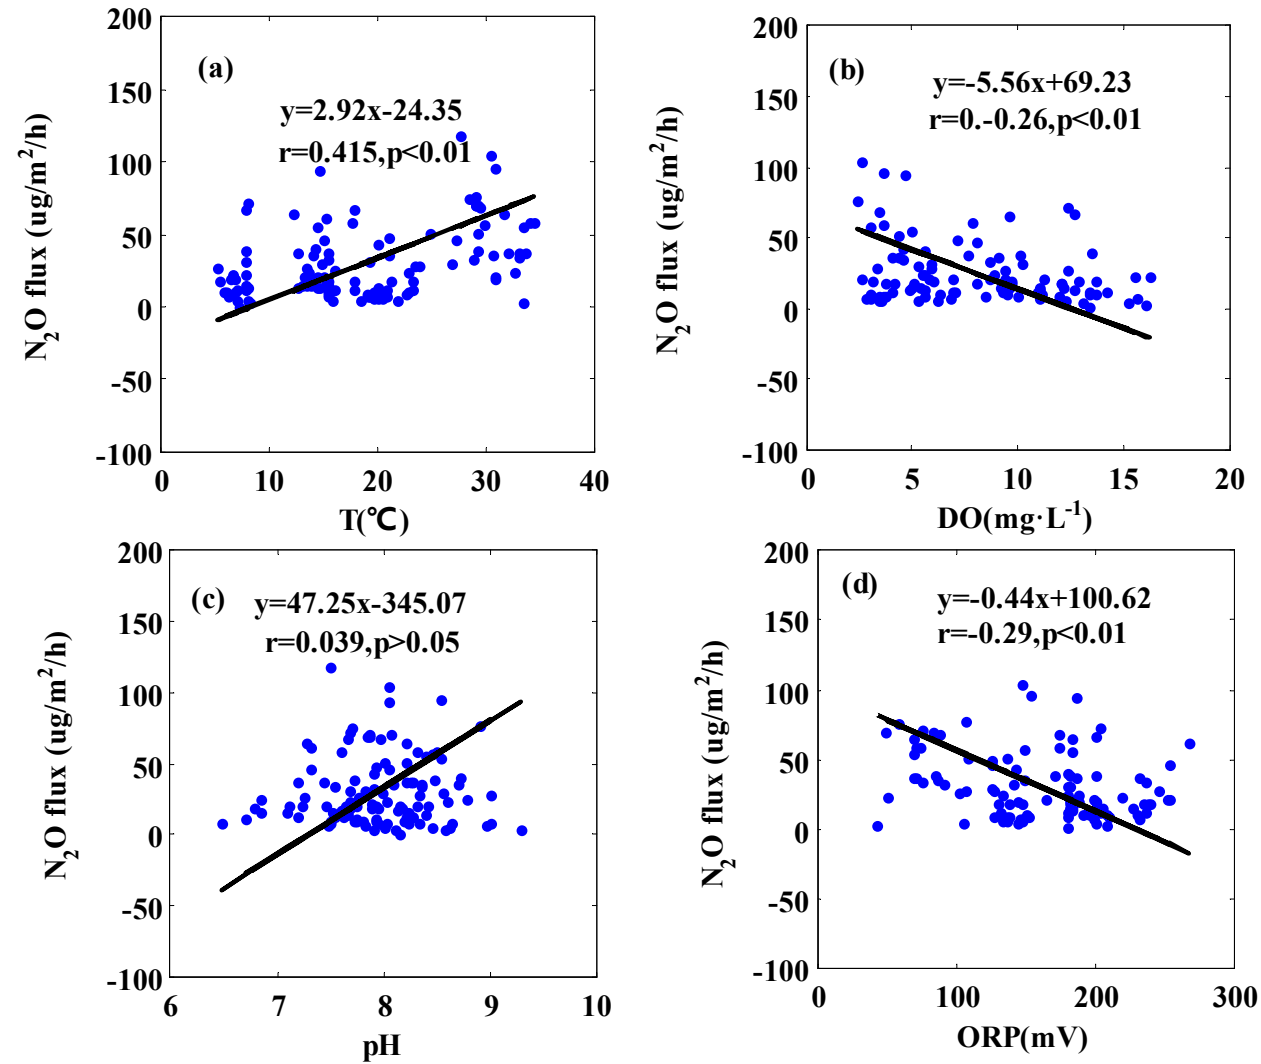 200
150
100
50
0
-50
-100
N₂O flux (ug/m²/h)
(a)
y=2.92x-24.35
r=0.415,p<0.01
0 10 20 30 40
T(℃)
200
150
100
50
0
-50
-100
N₂O flux (ug/m²/h)
(b)
y=-5.56x+69.23
r=0.-0.26,p<0.01
0 5 10 15 20
DO(mg·L⁻¹)
200
150
100
50
0
-50
-100
N₂O flux (ug/m²/h)
(c)
y=47.25x-345.07
r=0.039,p>0.05
6 7 8 9 10
pH
200
150
100
50
0
-50
-100
N₂O flux (ug/m²/h)
(d)
y=-0.44x+100.62
r=-0.29,p<0.01
0 100 200 300
ORP(mV)